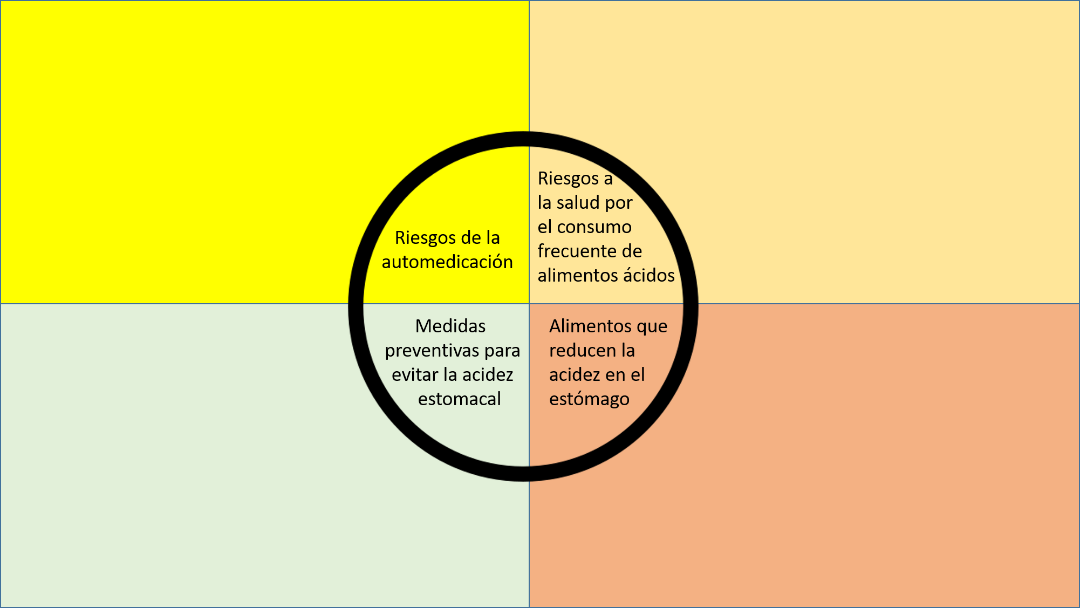 Riesgos de la
automedicación
Riesgos a
la salud por
el consumo
frecuente de
alimentos ácidos
Medidas
preventivas para
evitar la acidez
estomacal
Alimentos que
reducen la
acidez en el
estómago